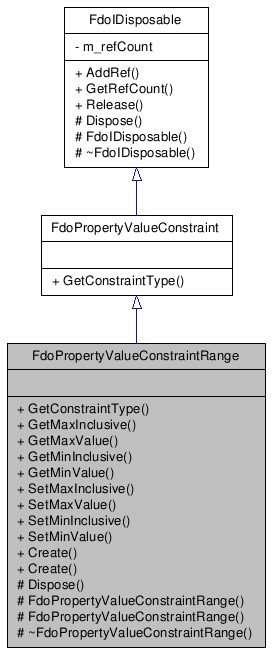 FdoIDisposable
- m_refCount
+ AddRef()
+ GetRefCount()
+ Release()
# Dispose()
# FdoIDisposable()
# ~FdoIDisposable()
FdoPropertyValueConstraint
+ GetConstraintType()
FdoPropertyValueConstraintRange
+ GetConstraintType()
+ GetMaxInclusive()
+ GetMaxValue()
+ GetMinInclusive()
+ GetMinValue()
+ SetMaxInclusive()
+ SetMaxValue()
+ SetMinInclusive()
+ SetMinValue()
+ Create()
+ Create()
# Dispose()
# FdoPropertyValueConstraintRange()
# FdoPropertyValueConstraintRange()
# ~FdoPropertyValueConstraintRange()